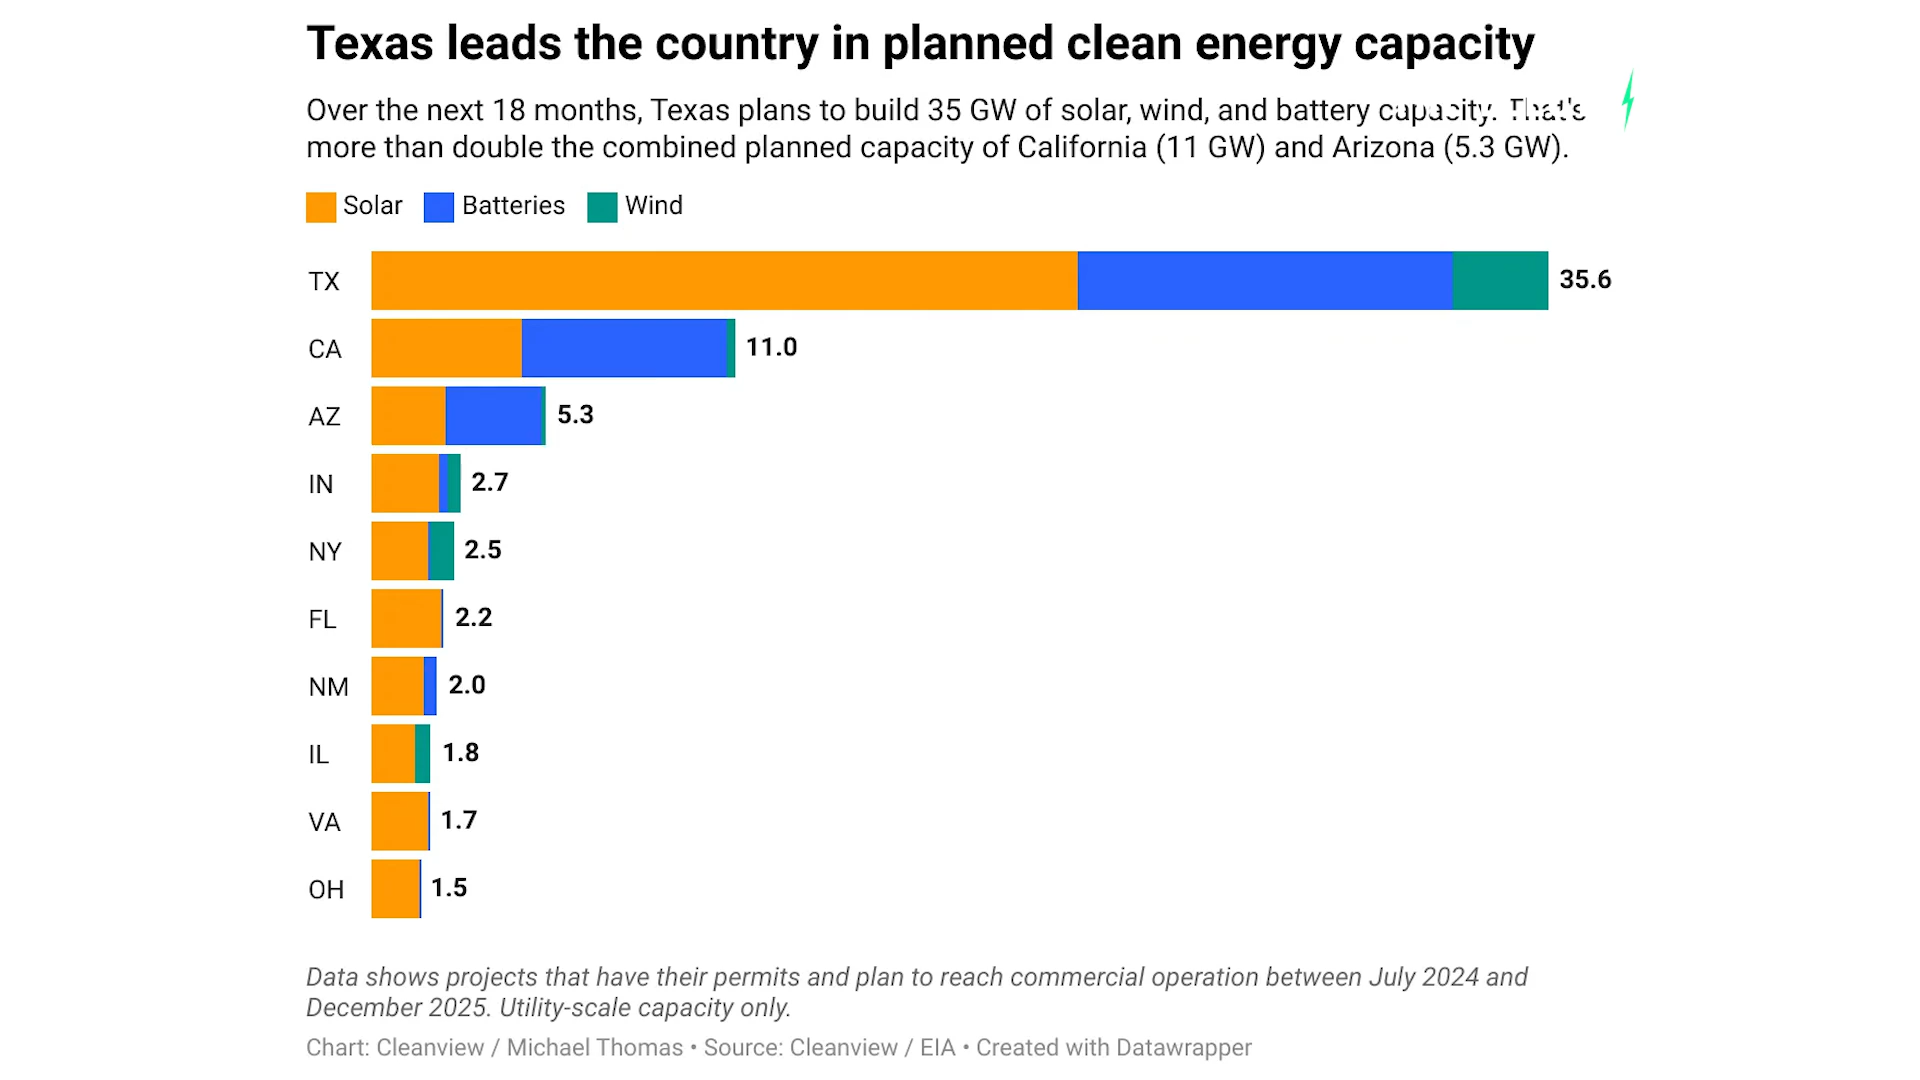 Texas leads the country in planned clean energy capacity
Over the next 18 months, Texas plans to build 35 GW of solar, wind, and battery capacity. That's
more than double the combined planned capacity of California (11 GW) and Arizona (5.3 GW).
Solar Batteries Wind
TX 35.6
CA 11.0
AZ 5.3
IN 2.7
NY 2.5
FL 2.2
NM 2.0
IL 1.8
VA 1.7
OH 1.5
Data shows projects that have their permits and plan to reach commercial operation between July 2024 and
December 2025. Utility-scale capacity only.
Chart: Cleanview / Michael Thomas • Source: Cleanview / EIA • Created with Datawrapper